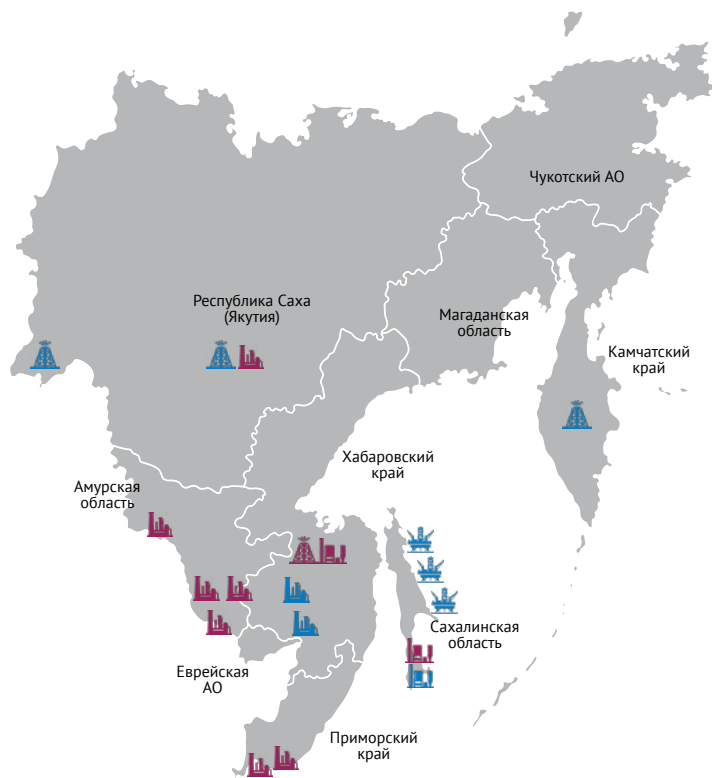 Чукотский АО
Республика Саха
(Якутия)
Магаданская
область
Камчатский
край
Хабаровский
край
Амурская
область
Сахалинская
область
Еврейская
АО
Приморский
край